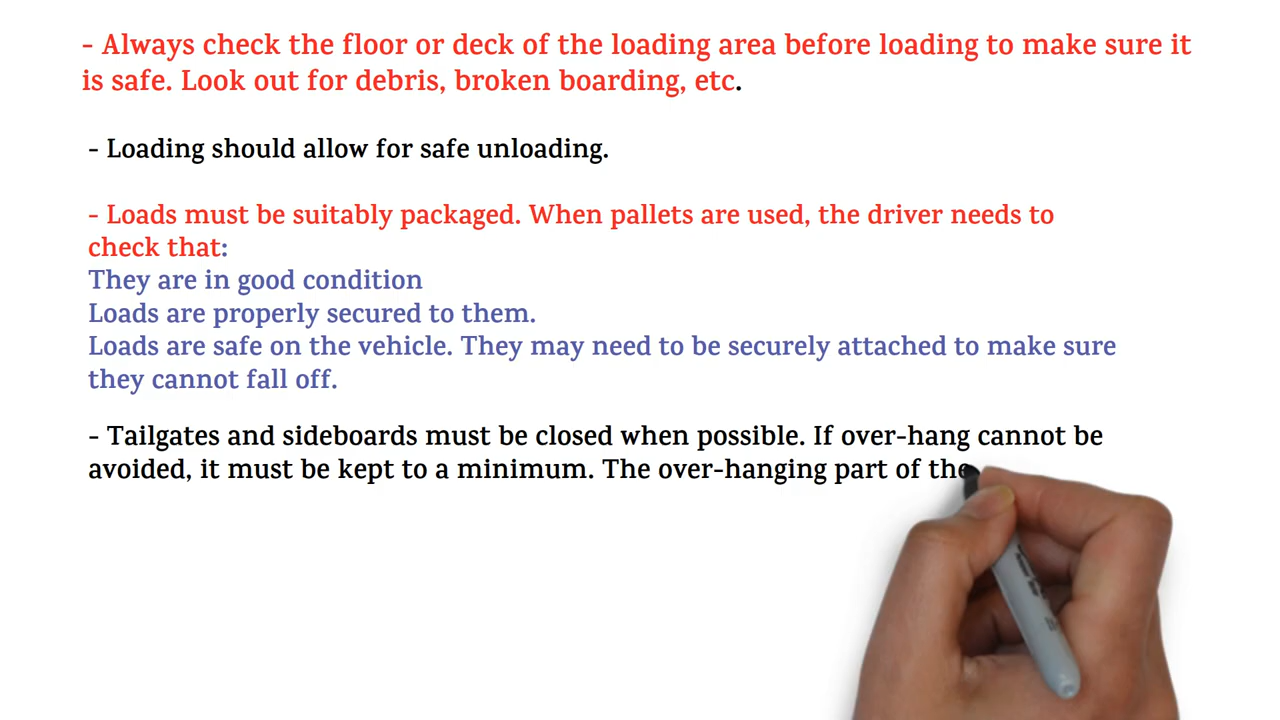 - Always check the floor or deck of the loading area before loading to make sure it
is safe. Look out for debris, broken boarding, etc.
- Loading should allow for safe unloading.
- Loads must be suitably packaged. When pallets are used, the driver needs to
check that:
They are in good condition
Loads are properly secured to them.
Loads are safe on the vehicle. They may need to be securely attached to make sure
they cannot fall off.
- Tailgates and sideboards must be closed when possible. If over-hang cannot be
avoided, it must be kept to a minimum. The over-hanging part of the